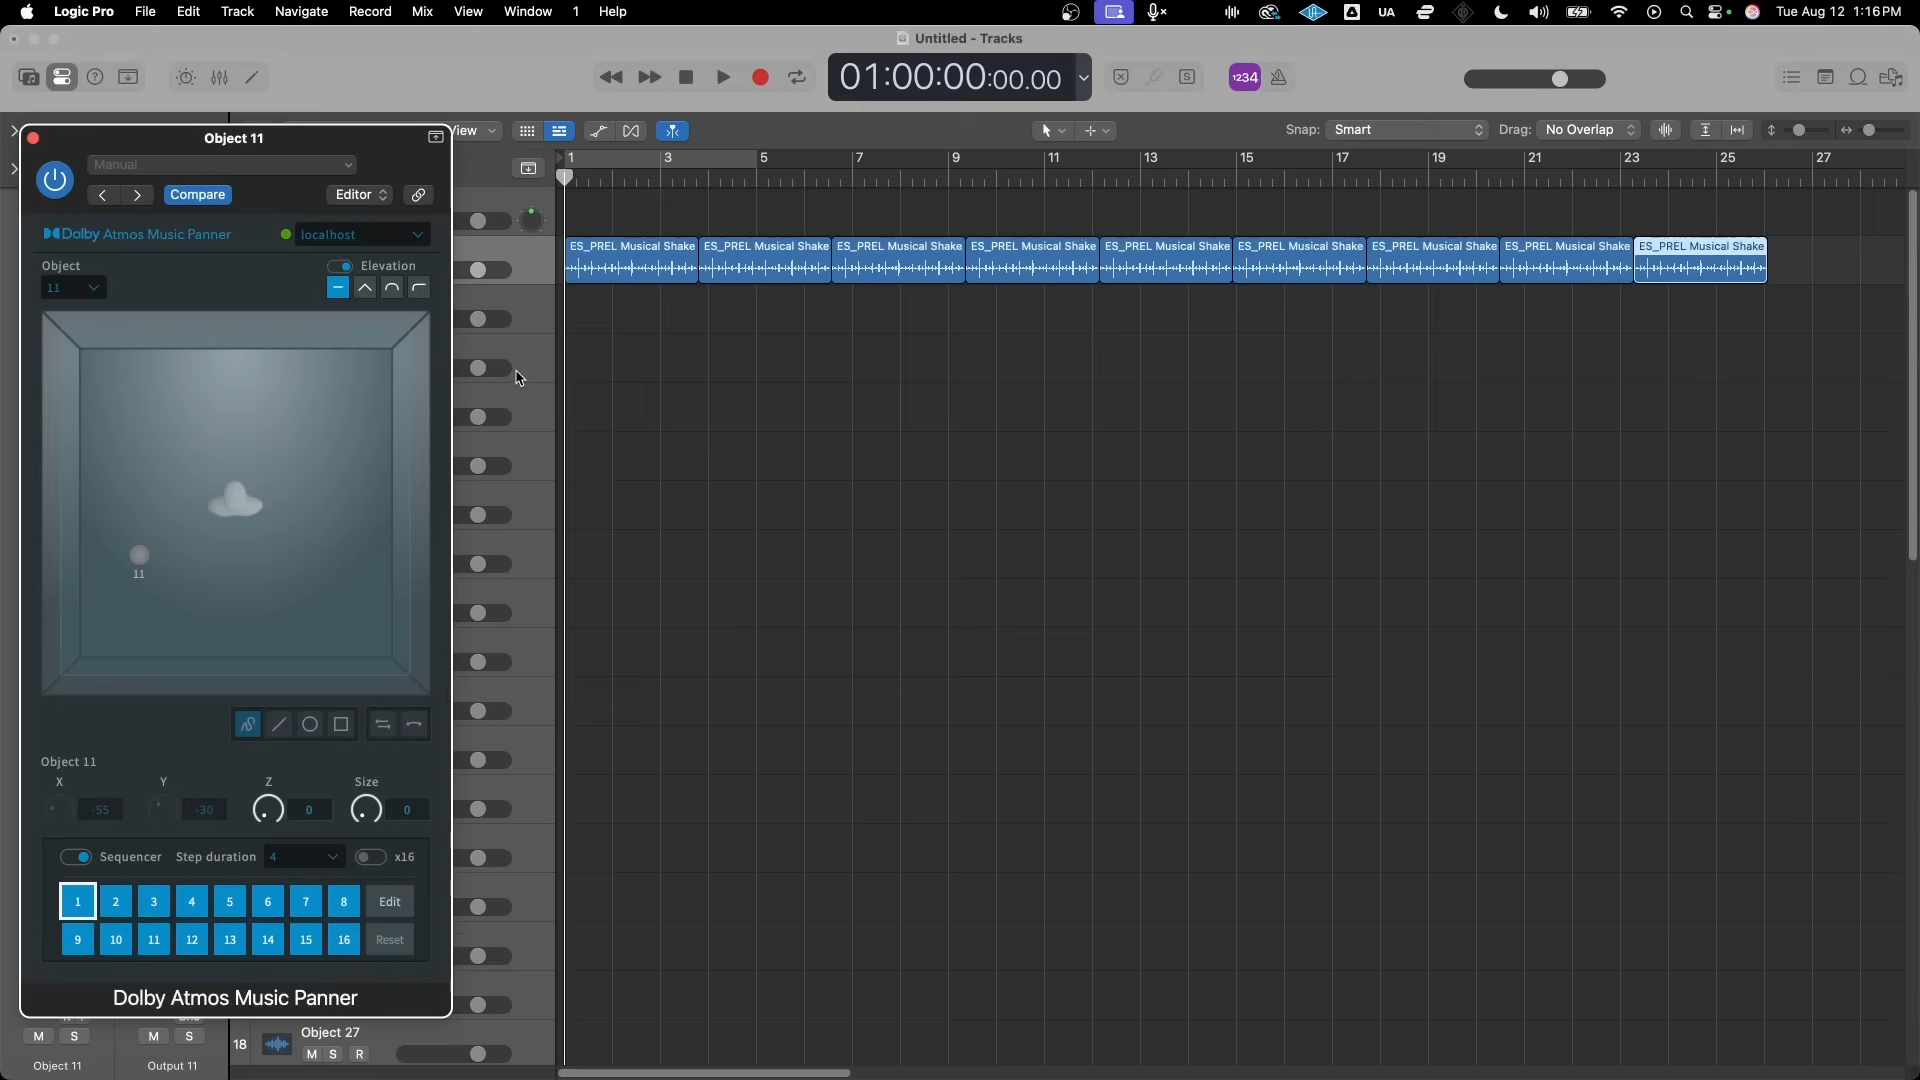 Logic Pro File Edit Track Navigate Record Mix View Window 1 Help
UA
Tue Aug 12 1:16 PM
Untitled - Tracks
01:00:00:00.00
S
1234
Object 11
View
Snap: Smart
Drag: No Overlap
Manual
Compare
Editor
1 3 5 7 9 11 13 15 17 19 21 23 25 27
Dolby Atmos Music Panner
localhost
ES_PREL Musical Shake ES_PREL Musical Shake ES_PREL Musical Shake ES_PREL Musical Shake ES_PREL Musical Shake ES_PREL Musical Shake ES_PREL Musical Shake ES_PREL Musical Shake ES_PREL Musical Shake
Object
Elevation
11
11
Object 11
X Y Z Size
-55 -30 0 0
Sequencer Step duration 4 x16
1 2 3 4 5 6 7 8 Edit
9 10 11 12 13 14 15 16 Reset
Dolby Atmos Music Panner
M S M S
Object 11 Output 11
18
Object 27
M S R